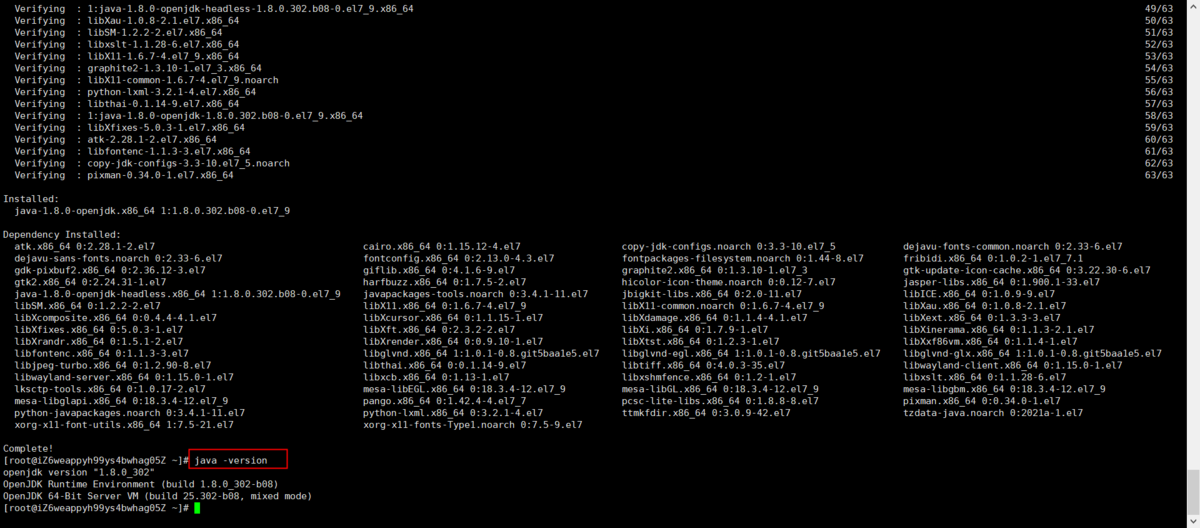 Verifying : 1:java-1.8.0-openjdk-headless-1.8.0.302.b08-0.el7_9.x86_64 49/63
Verifying : libXau-1.0.8-2.1.el7.x86_64 50/63
Verifying : libSM-1.2.2-2.el7.x86_64 51/63
Verifying : libxslt-1.1.28-6.el7.x86_64 52/63
Verifying : libX11-1.6.7-4.el7_9.x86_64 53/63
Verifying : graphite2-1.3.10-1.el7_3.x86_64 54/63
Verifying : libX11-common-1.6.7-4.el7_9.noarch 55/63
Verifying : python-lxml-3.2.1-4.el7.x86_64 56/63
Verifying : libthai-0.1.14-9.el7.x86_64 57/63
Verifying : 1:java-1.8.0-openjdk-1.8.0.302.b08-0.el7_9.x86_64 58/63
Verifying : libXfixes-5.0.3-1.el7.x86_64 59/63
Verifying : atk-2.28.1-2.el7.x86_64 60/63
Verifying : libfontenc-1.1.3-3.el7.x86_64 61/63
Verifying : copy-jdk-configs-3.3-10.el7_5.noarch 62/63
Verifying : pixman-0.34.0-1.el7.x86_64 63/63
Installed:
java-1.8.0-openjdk.x86_64 1:1.8.0.302.b08-0.el7_9
Dependency Installed:
atk.x86_64 0:2.28.1-2.el7 cairo.x86_64 0:1.15.12-4.el7 copy-jdk-configs.noarch 0:3.3-10.el7_5 dejavu-fonts-common.noarch 0:2.33-6.el7
dejavu-sans-fonts.noarch 0:2.33-6.el7 fontconfig.x86_64 0:2.13.0-4.3.el7 fontpackages-filesystem.noarch 0:1.44-8.el7 fribidi.x86_64 0:1.0.2-1.el7_7.1
gdk-pixbuf2.x86_64 0:2.36.12-3.el7 giflib.x86_64 0:4.1.6-9.el7 graphite2.x86_64 0:1.3.10-1.el7_3 gtk-update-icon-cache.x86_64 0:3.22.30-6.el7
gtk2.x86_64 0:2.24.31-1.el7 harfbuzz.x86_64 0:1.7.5-2.el7 hicolor-icon-theme.noarch 0:0.12-7.el7 jasper-libs.x86_64 0:1.900.1-33.el7
java-1.8.0-openjdk-headless.x86_64 1:1.8.0.302.b08-0.el7_9 javapackages-tools.noarch 0:3.4.1-11.el7 jbigkit-libs.x86_64 0:2.0-11.el7 libICE.x86_64 0:1.0.9-9.el7
libSM.x86_64 0:1.2.2-2.el7 libX11.x86_64 0:1.6.7-4.el7_9 libX11-common.noarch 0:1.6.7-4.el7_9 libXau.x86_64 0:1.0.8-2.1.el7
libXcomposite.x86_64 0:0.4.4-4.1.el7 libXcursor.x86_64 0:1.1.15-1.el7 libXdamage.x86_64 0:1.1.4-4.1.el7 libXext.x86_64 0:1.3.3-3.el7
libXfixes.x86_64 0:5.0.3-1.el7 libXft.x86_64 0:2.3.2-2.el7 libXi.x86_64 0:1.7.9-1.el7 libXinerama.x86_64 0:1.1.3-2.1.el7
libXrandr.x86_64 0:1.5.1-2.el7 libXrender.x86_64 0:0.9.10-1.el7 libXtst.x86_64 0:1.2.3-1.el7 libXxf86vm.x86_64 0:1.1.4-1.el7
libfontenc.x86_64 0:1.1.3-3.el7 libglvnd.x86_64 1:1.0.1-0.8.git5baa1e5.el7 libglvnd-egl.x86_64 1:1.0.1-0.8.git5baa1e5.el7 libglvnd-glx.x86_64 1:1.0.1-0.8.git5baa1e5.el7
libjpeg-turbo.x86_64 0:1.2.90-8.el7 libthai.x86_64 0:0.1.14-9.el7 libtiff.x86_64 0:4.0.3-35.el7 libwayland-client.x86_64 0:1.15.0-1.el7
libwayland-server.x86_64 0:1.15.0-1.el7 libxcb.x86_64 0:1.13-1.el7 libxshmfence.x86_64 0:1.2-1.el7 libxslt.x86_64 0:1.1.28-6.el7
lksctp-tools.x86_64 0:1.0.17-2.el7 mesa-libEGL.x86_64 0:18.3.4-12.el7_9 mesa-libGL.x86_64 0:18.3.4-12.el7_9 mesa-libgbm.x86_64 0:18.3.4-12.el7_9
mesa-libglapi.x86_64 0:18.3.4-12.el7_9 pango.x86_64 0:1.42.4-4.el7_7 pcsc-lite-libs.x86_64 0:1.8.8-8.el7 pixman.x86_64 0:0.34.0-1.el7
python-javapackages.noarch 0:3.4.1-11.el7 python-lxml.x86_64 0:3.2.1-4.el7 ttmkfdir.x86_64 0:3.0.9-42.el7 tzdata-java.noarch 0:2021a-1.el7
xorg-x11-font-utils.x86_64 1:7.5-21.el7 xorg-x11-fonts-Type1.noarch 0:7.5-9.el7
Complete!
[root@iZ6weappyh99ys4bwhag05Z ~]# java -version
openjdk version "1.8.0_302"
OpenJDK Runtime Environment (build 1.8.0_302-b08)
OpenJDK 64-Bit Server VM (build 25.302-b08, mixed mode)
[root@iZ6weappyh99ys4bwhag05Z ~]#